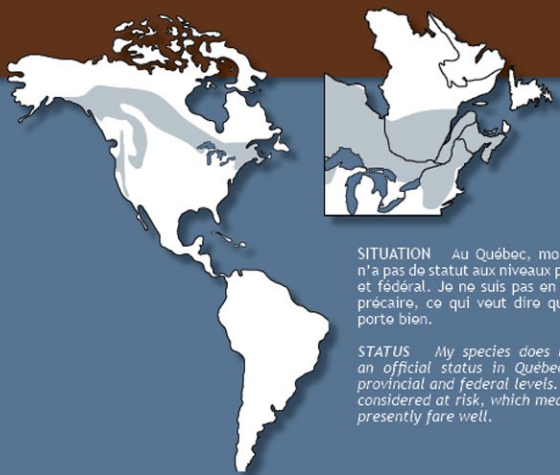 SITUATION Au Québec, mo
n'a pas de statut aux niveaux p
et fédéral. Je ne suis pas en
précaire, ce qui veut dire qu
porte bien.
STATUS My species does
an official status in Québec
provincial and federal levels.
considered at risk, which mea
presently fare well.